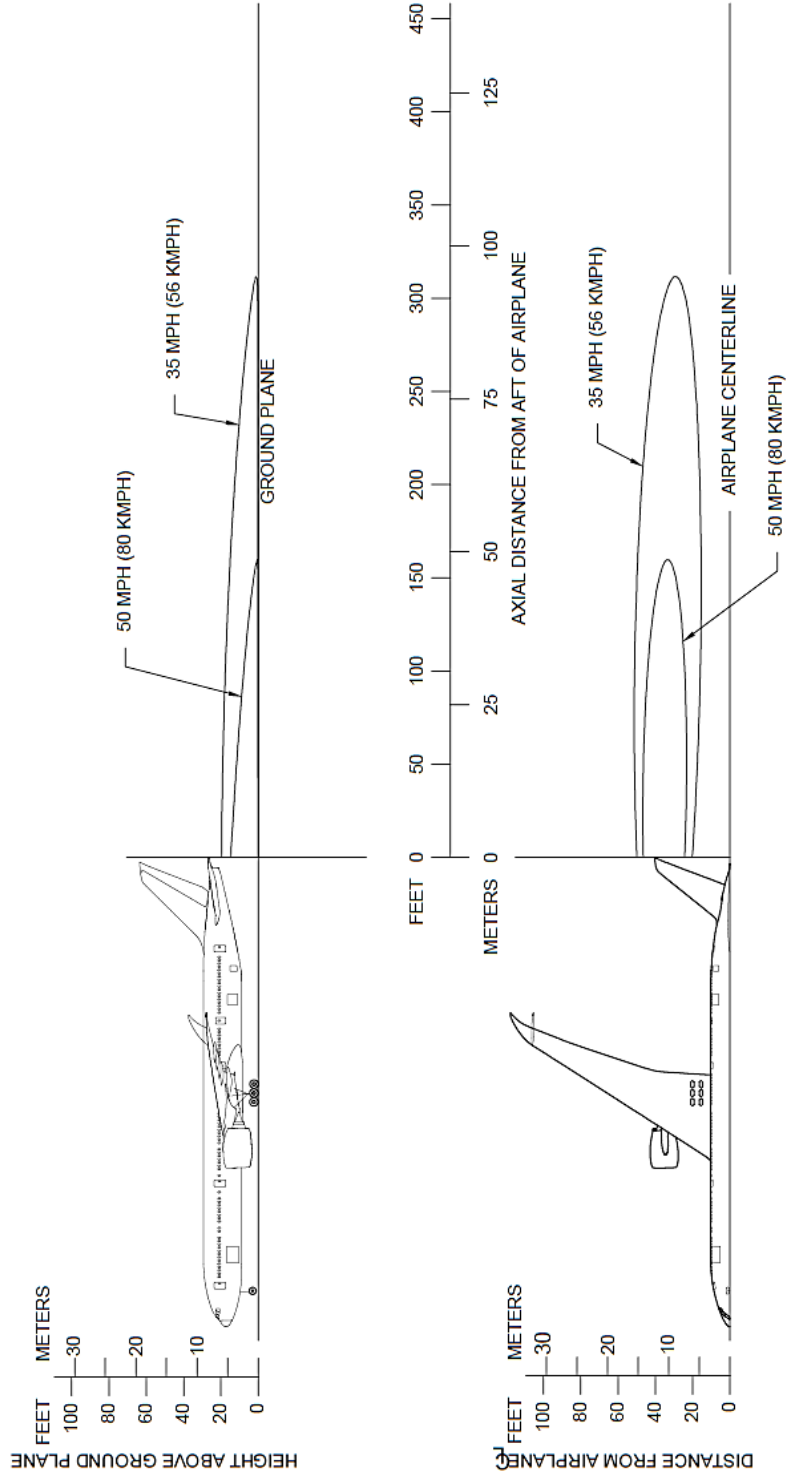 HEIGHT ABOVE GROUND PLANE
FEET
METERS
100
80
60
40
20
0
30
20
10
50 MPH (80 KMPH)
35 MPH (56 KMPH)
GROUND PLANE
FEET
0
50
100
150
200
250
300
350
400
450
METERS
0
25
50
75
100
125
AXIAL DISTANCE FROM AFT OF AIRPLANE
DISTANCE FROM AIRPLANE
FEET
METERS
100
80
60
40
20
0
30
20
10
35 MPH (56 KMPH)
AIRPLANE CENTERLINE
50 MPH (80 KMPH)